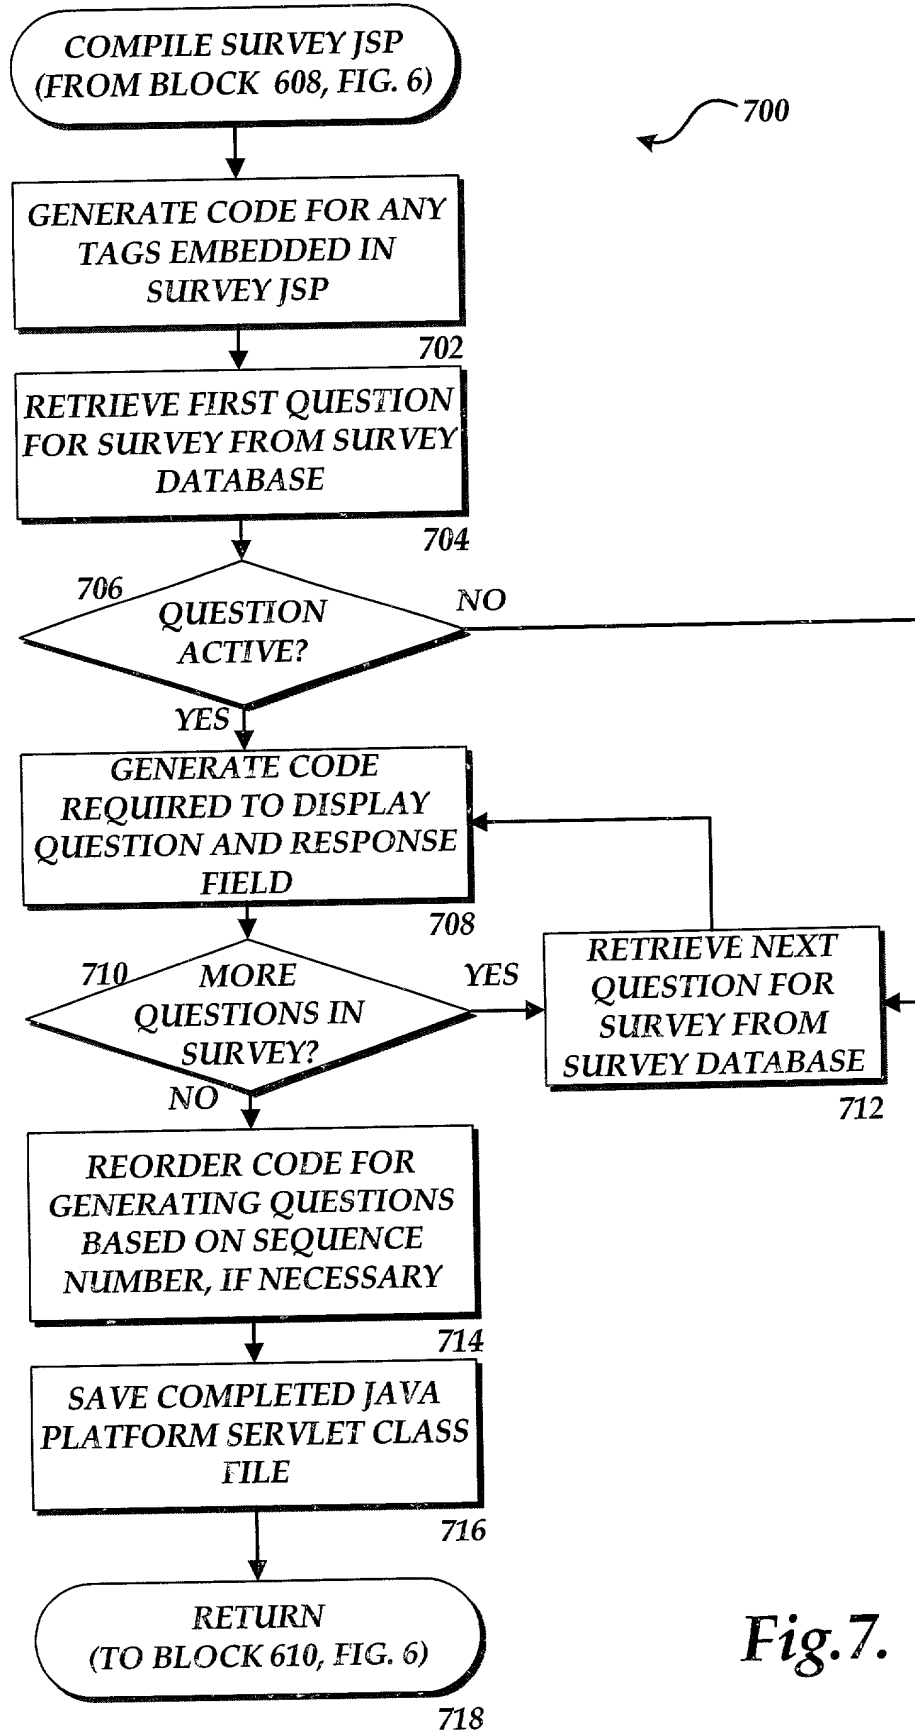 COMPILE SURVEY JSP
(FROM BLOCK 608, FIG. 6)
700
GENERATE CODE FOR ANY
TAGS EMBEDDED IN
SURVEY JSP
702
RETRIEVE FIRST QUESTION
FOR SURVEY FROM SURVEY
DATABASE
704
706
QUESTION
ACTIVE?
NO
YES
GENERATE CODE
REQUIRED TO DISPLAY
QUESTION AND RESPONSE
FIELD
708
710
MORE
QUESTIONS IN
SURVEY?
YES
NO
RETRIEVE NEXT
QUESTION FOR
SURVEY FROM
SURVEY DATABASE
712
REORDER CODE FOR
GENERATING QUESTIONS
BASED ON SEQUENCE
NUMBER, IF NECESSARY
714
SAVE COMPLETED JAVA
PLATFORM SERVLET CLASS
FILE
716
RETURN
(TO BLOCK 610, FIG. 6)
718
Fig.7.